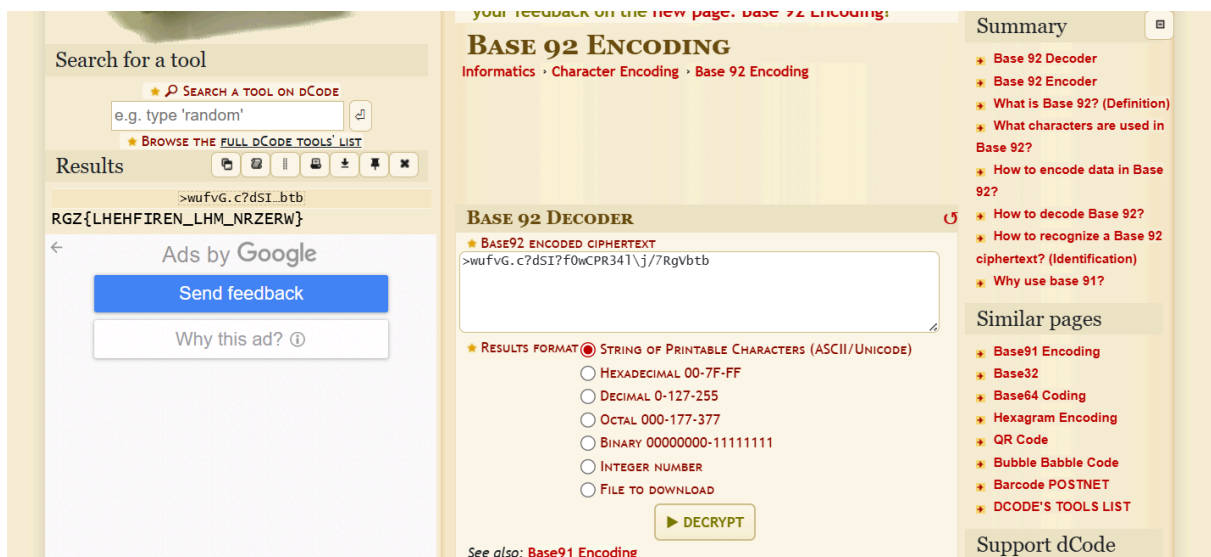 your feedback on the new page: Base 92 Encoding!
Search for a tool
SEARCH A TOOL ON DCODE
e.g. type 'random'
BROWSE THE FULL DCODE TOOLS' LIST
Results
>wufvG.c?dSI…btb
RGZ{LHEHFIREN_LHM_NRZERW}
Ads by Google
Send feedback
Why this ad?
BASE 92 ENCODING
Informatics › Character Encoding › Base 92 Encoding
BASE 92 DECODER
BASE92 ENCODED CIPHERTEXT
>wufvG.c?dSI?fOwCPR34l\j/7RgVbtb
RESULTS FORMAT STRING OF PRINTABLE CHARACTERS (ASCII/UNICODE)
HEXADECIMAL 00-7F-FF
DECIMAL 0-127-255
OCTAL 000-177-377
BINARY 00000000-11111111
INTEGER NUMBER
FILE TO DOWNLOAD
DECRYPT
See also: Base91 Encoding
Summary
Base 92 Decoder
Base 92 Encoder
What is Base 92? (Definition)
What characters are used in
Base 92?
How to encode data in Base
92?
How to decode Base 92?
How to recognize a Base 92
ciphertext? (Identification)
Why use base 91?
Similar pages
Base91 Encoding
Base32
Base64 Coding
Hexagram Encoding
QR Code
Bubble Babble Code
Barcode POSTNET
DCODE'S TOOLS LIST
Support dCode